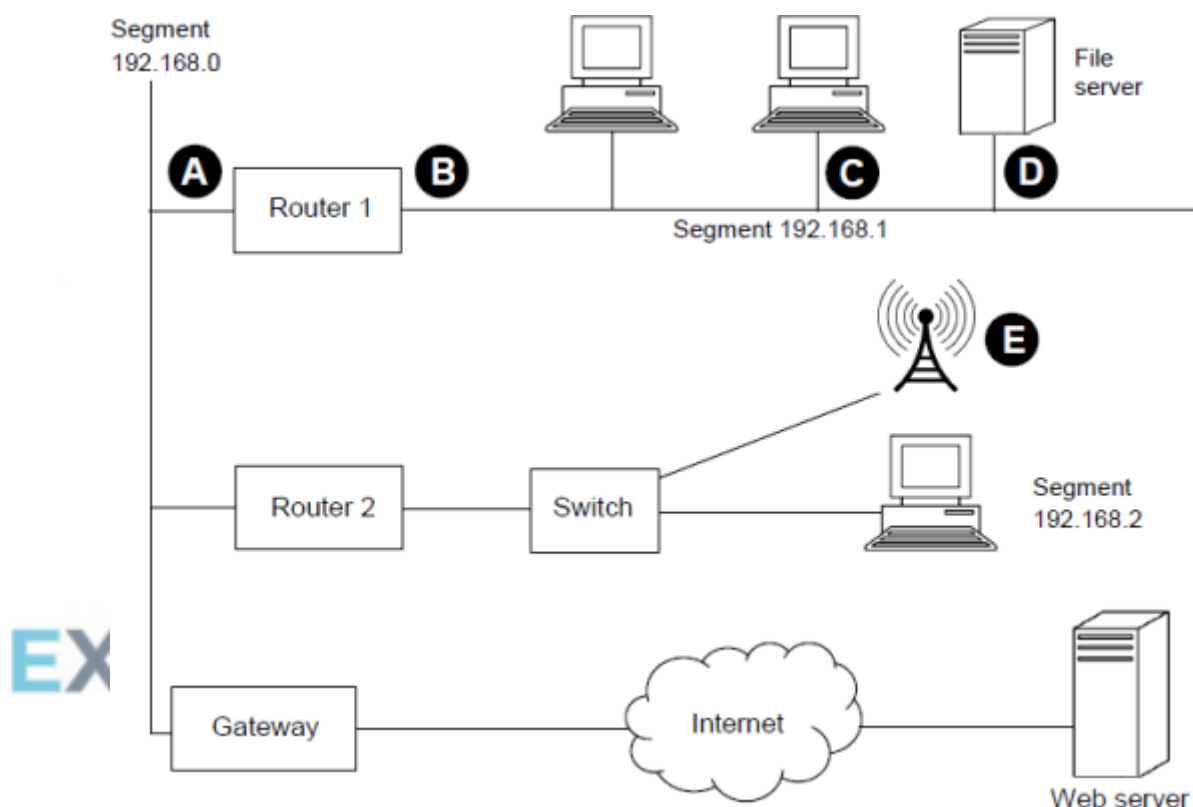 Segment
192.168.0
File
server
A
Router 1
B
C
D
Segment 192.168.1
E
Router 2
Switch
Segment
192.168.2
EX
Gateway
Internet
Web server